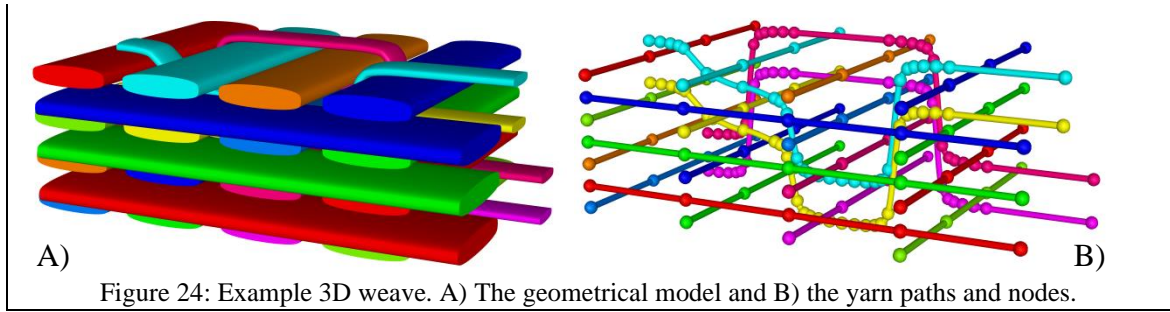 A)
B)
Figure 24: Example 3D weave. A) The geometrical model and B) the yarn paths and nodes.